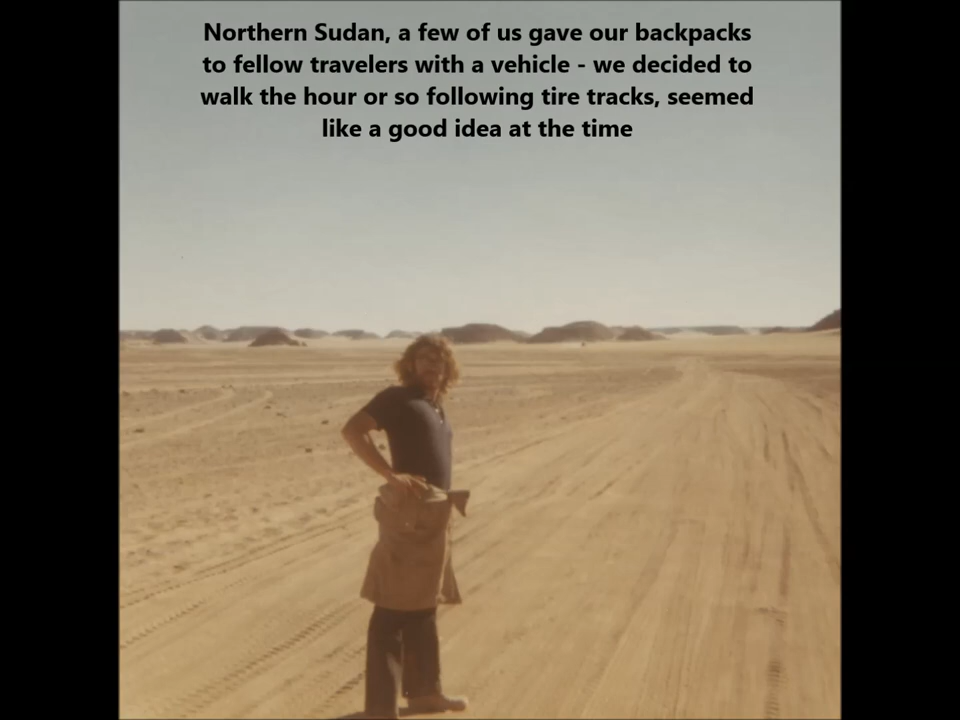 Northern Sudan, a few of us gave our backpacks
to fellow travelers with a vehicle - we decided to
walk the hour or so following tire tracks, seemed
like a good idea at the time